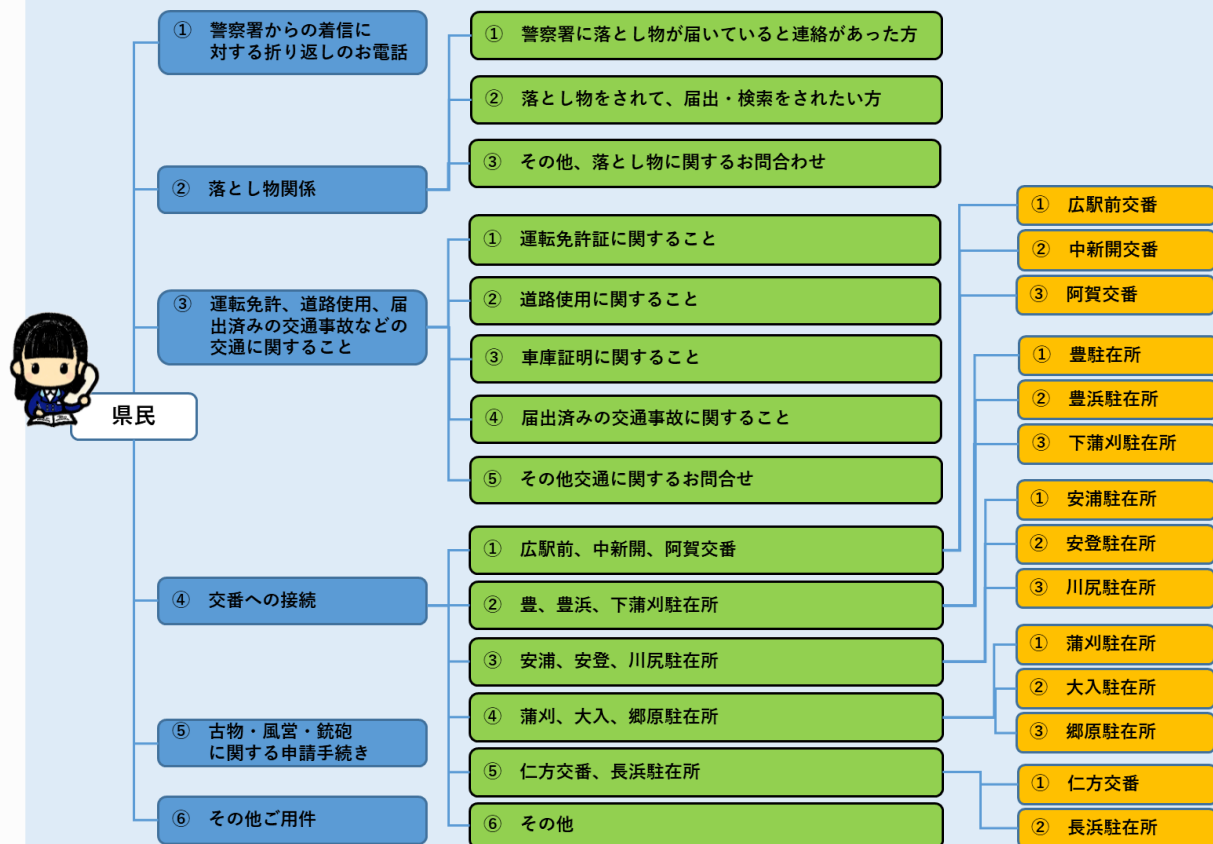 県民
① 警察署からの着信に
対する折り返しのお電話
② 落とし物関係
③ 運転免許、道路使用、届
出済みの交通事故などの
交通に関すること
④ 交番への接続
⑤ 古物・風営・銃砲
に関する申請手続き
⑥ その他ご用件
① 警察署に落とし物が届いていると連絡があった方
② 落とし物をされて、届出・検索をされたい方
③ その他、落とし物に関するお問合わせ
① 運転免許証に関すること
② 道路使用に関すること
③ 車庫証明に関すること
④ 届出済みの交通事故に関すること
⑤ その他交通に関するお問合せ
① 広駅前、中新開、阿賀交番
② 豊、豊浜、下蒲刈駐在所
③ 安浦、安登、川尻駐在所
④ 蒲刈、大入、郷原駐在所
⑤ 仁方交番、長浜駐在所
⑥ その他
① 広駅前交番
② 中新開交番
③ 阿賀交番
① 豊駐在所
② 豊浜駐在所
③ 下蒲刈駐在所
① 安浦駐在所
② 安登駐在所
③ 川尻駐在所
① 蒲刈駐在所
② 大入駐在所
③ 郷原駐在所
① 仁方交番
② 長浜駐在所